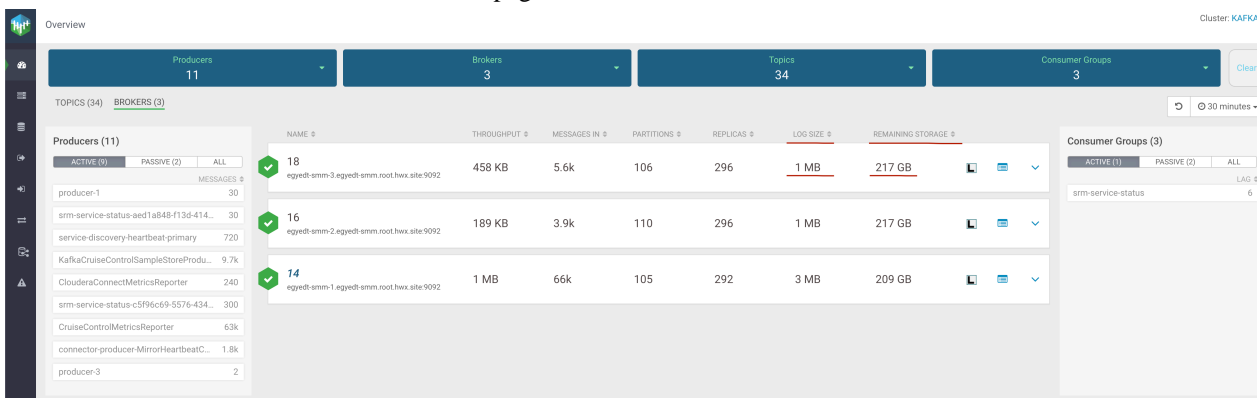 page
Overview
Cluster: KAFKA
Producers
11
Brokers
3
Topics
34
Consumer Groups
3
Clear
TOPICS (34) BROKERS (3)
30 minutes
Producers (11)
ACTIVE (9) PASSIVE (2) ALL
MESSAGES
producer-1 30
srm-service-status-aed1a848-f13d-414... 30
service-discovery-heartbeat-primary 720
KafkaCruiseControlSampleStoreProdu... 9.7k
ClouderaConnectMetricsReporter 240
srm-service-status-c5f96c69-5576-434... 300
CruiseControlMetricsReporter 63k
connector-producer-MirrorHeartbeatC... 1.8k
producer-3 2
NAME THROUGHPUT MESSAGES IN PARTITIONS REPLICAS LOG SIZE REMAINING STORAGE
18 458 KB 5.6k 106 296 1 MB 217 GB
egyedt-smm-3.egyedt-smm.root.hwx.site:9092
16 189 KB 3.9k 110 296 1 MB 217 GB
egyedt-smm-2.egyedt-smm.root.hwx.site:9092
14 1 MB 66k 105 292 3 MB 209 GB
egyedt-smm-1.egyedt-smm.root.hwx.site:9092
Consumer Groups (3)
ACTIVE (1) PASSIVE (2) ALL
LAG
srm-service-status 6